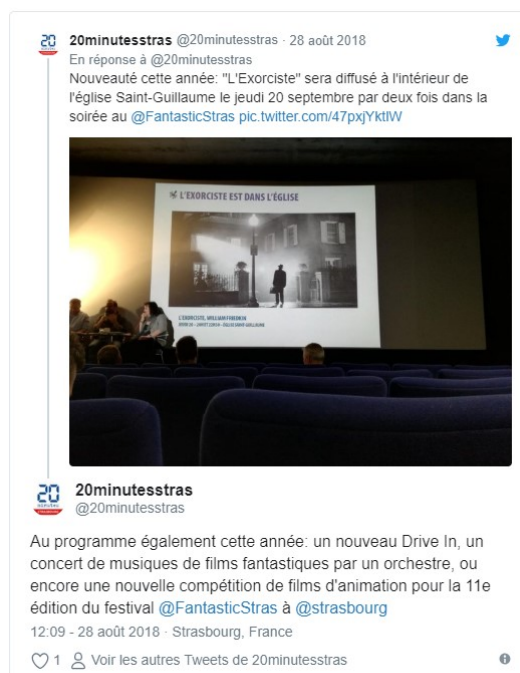 20minutesstras @20minutesstras · 28 août 2018
En réponse à @20minutesstras
Nouveauté cette année: "L'Exorciste" sera diffusé à l'intérieur de
l'église Saint-Guillaume le jeudi 20 septembre par deux fois dans la
soirée au @FantasticStras pic.twitter.com/47pxjYktlW
L'EXORCISTE EST DANS L'ÉGLISE
L'EXORCISTE, WILLIAM FRIEDKIN
20
20minutesstras
@20minutesstras
Au programme également cette année: un nouveau Drive In, un
concert de musiques de films fantastiques par un orchestre, ou
encore une nouvelle compétition de films d'animation pour la 11e
édition du festival @FantasticStras à @strasbourg
12:09 - 28 août 2018 · Strasbourg, France
1 Voir les autres Tweets de 20minutesstras